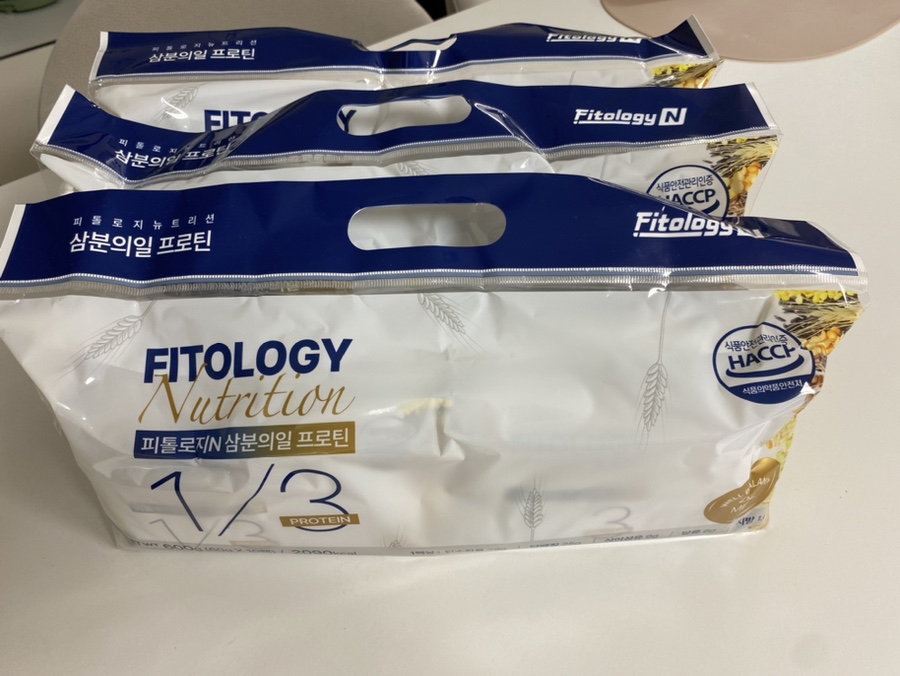 피톨로지뉴트리션
삼분의일 프로틴
Fitology N
FITOLOGY
피톨로지뉴트리션
삼분의일 프로틴
Fitology N
식품안전관리인증
HACCP
피톨로지뉴트리션
삼분의일 프로틴
Fitology N
FITOLOGY
Nutrition
피톨로지N 삼분의일 프로틴
1/3
PROTEIN
식품안전관리인증
HACCP
식품의약품안전처
600g
2090kcal